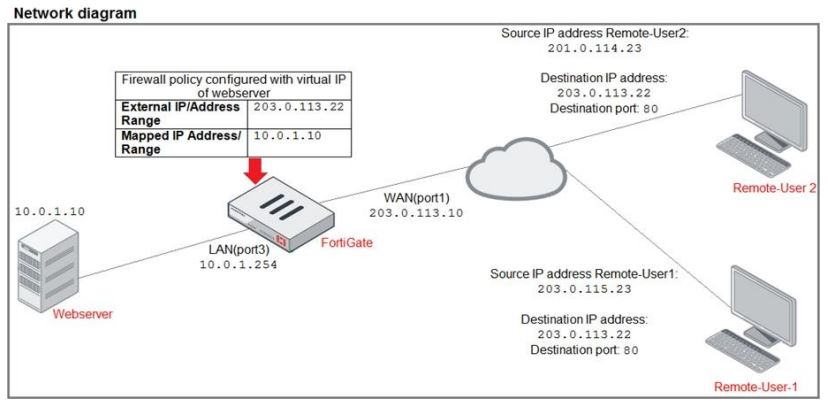 Network diagram
Source IP address Remote-User2:
201.0.114.23
Destination IP address:
203.0.113.22
Destination port: 80
Firewall policy configured with virtual IP
of webserver
External IP/Address
Range
203.0.113.22
Mapped IP Address/
Range
10.0.1.10
Remote-User 2
WAN(port1)
203.0.113.10
10.0.1.10
FortiGate
LAN(port3)
10.0.1.254
Webserver
Source IP address Remote-User1:
203.0.115.23
Destination IP address:
203.0.113.22
Destination port: 80
Remote-User-1